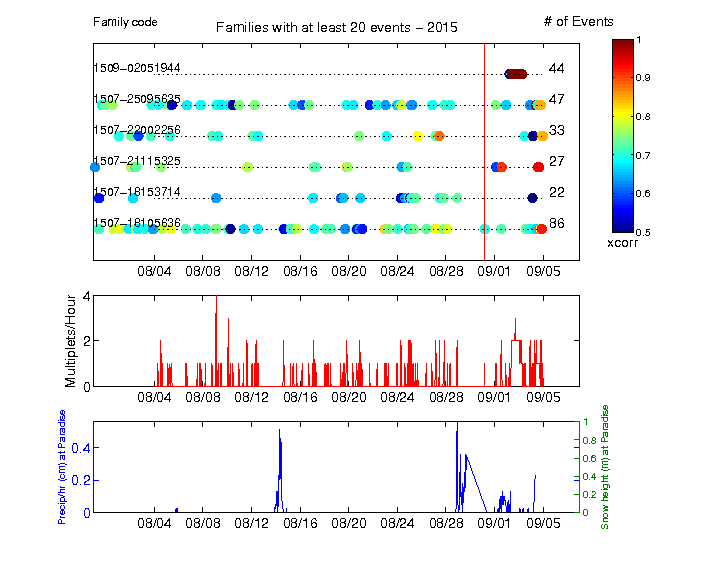 Family code
Families with at least 20 events - 2015
# of Events
1509-02051944 44
1507-25095635 47
1507-22002256 33
1507-21115325 27
1507-18153714 22
1507-18105636 86
08/04 08/08 08/12 08/16 08/20 08/24 08/28 09/01 09/05
1
0.9
0.8
0.7
0.6
0.5
xcorr
Multiplets/Hour
4
2
0
08/04 08/08 08/12 08/16 08/20 08/24 08/28 09/01 09/05
Precip/hr (cm) at Paradise
0.4
0.2
0
1
0.8
0.6
0.4
0.2
0
Snow height (m) at Paradise
08/04 08/08 08/12 08/16 08/20 08/24 08/28 09/01 09/05